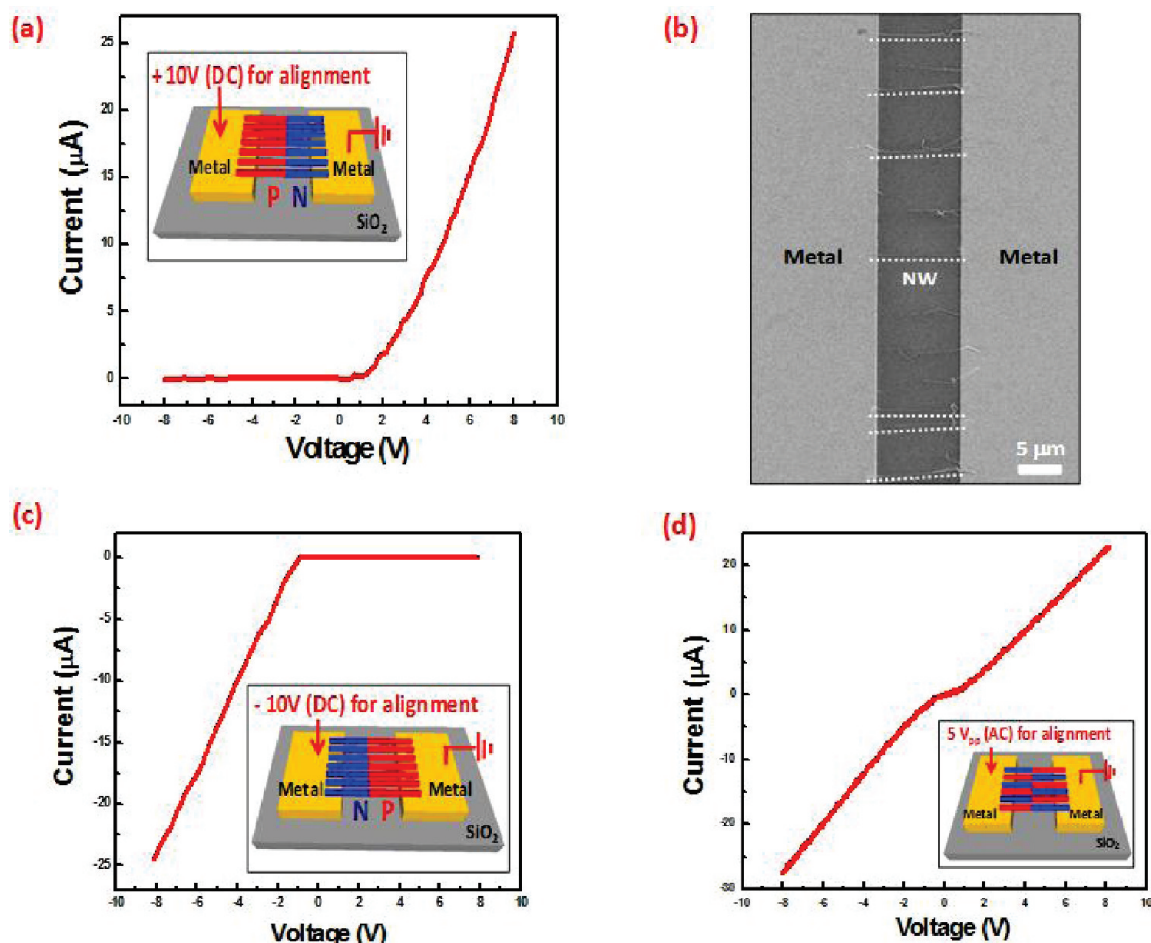 (a)
25
20
15
10
5
0
Current (μA)
-10 -8 -6 -4 -2 0 2 4 6 8 10
Voltage (V)
+ 10V (DC) for alignment
Metal
Metal
P N
SiO₂
(b)
Metal
Metal
NW
5 μm
(c)
0
-5
-10
-15
-20
-25
Current (μA)
-10 -8 -6 -4 -2 0 2 4 6 8 10
Voltage (V)
- 10V (DC) for alignment
Metal
Metal
N P
SiO₂
(d)
20
10
0
-10
-20
-30
Current (μA)
-10 -8 -6 -4 -2 0 2 4 6 8 10
Voltage (V)
5 Vpp (AC) for alignment
Metal
Metal
SiO₂